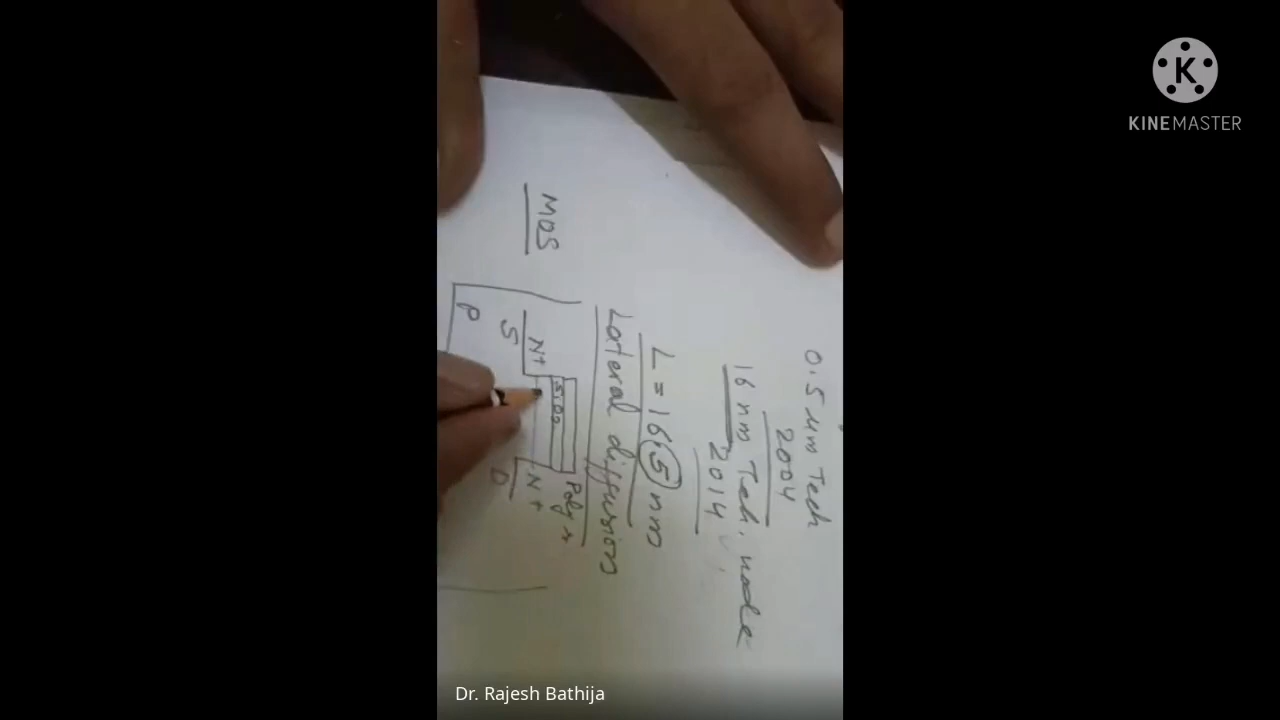 0.5 µm Tech
2004
16 nm Tech. node
2014
L = 16.5 nm
Lateral diffusion
MOS
Poly +
SiO2
N+
N+
S
D
P
KINEMASTER
Dr. Rajesh Bathija